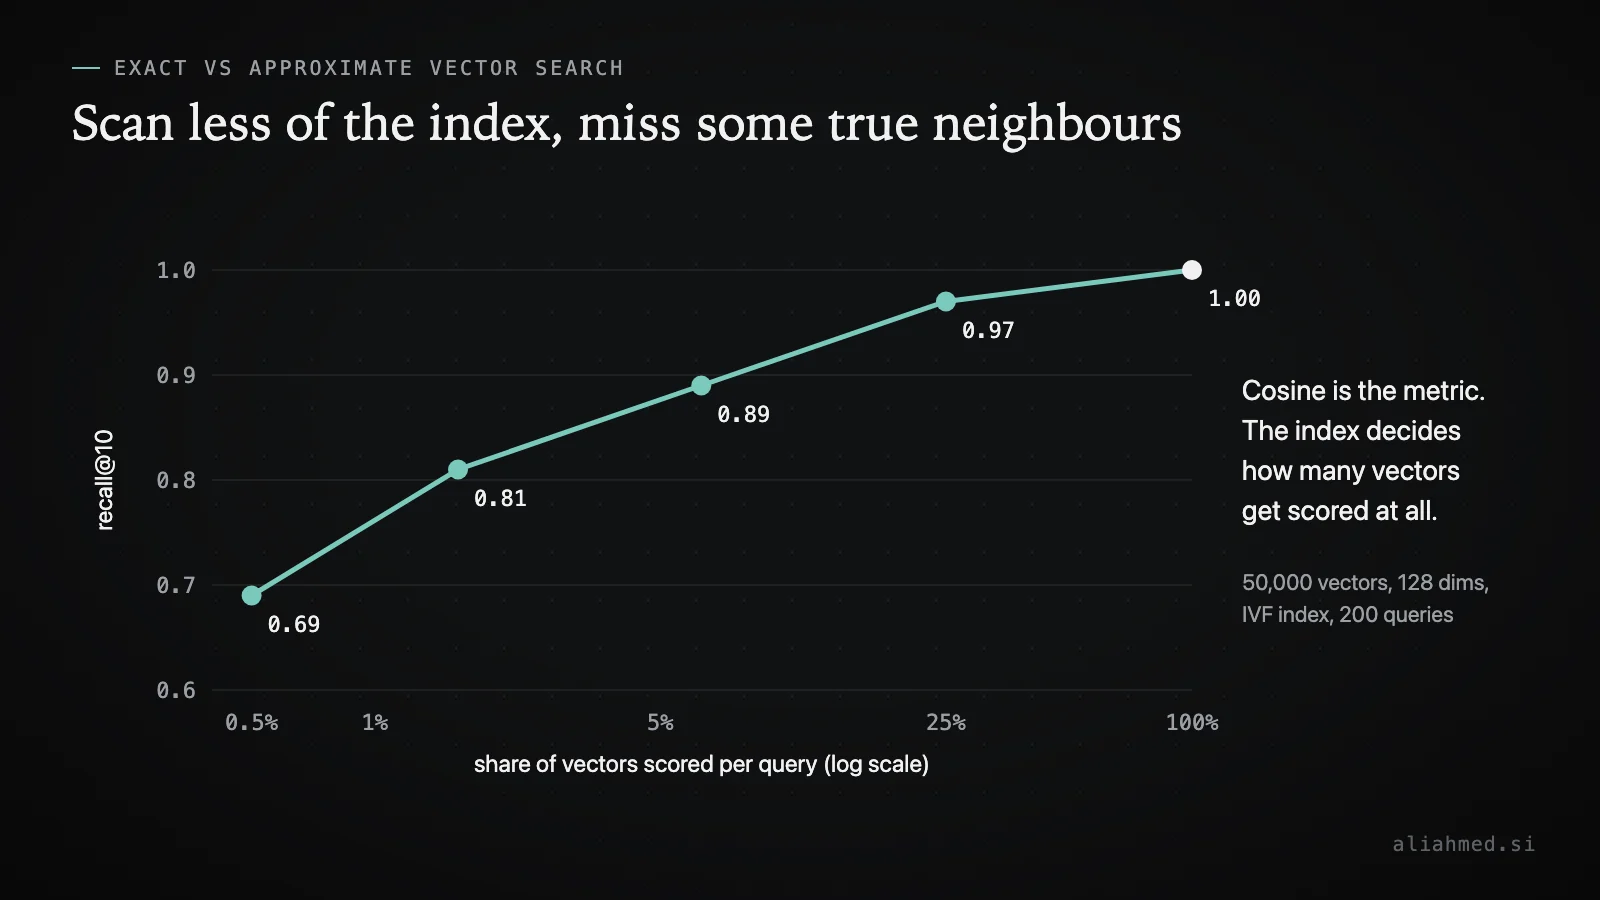 EXACT VS APPROXIMATE VECTOR SEARCH
Scan less of the index, miss some true neighbours
1.0
0.9
0.8
0.7
0.6
recall@10
0.69
0.81
0.89
0.97
1.00
0.5% 1% 5% 25% 100%
share of vectors scored per query (log scale)
Cosine is the metric.
The index decides
how many vectors
get scored at all.
50,000 vectors, 128 dims,
IVF index, 200 queries
aliahmed.si